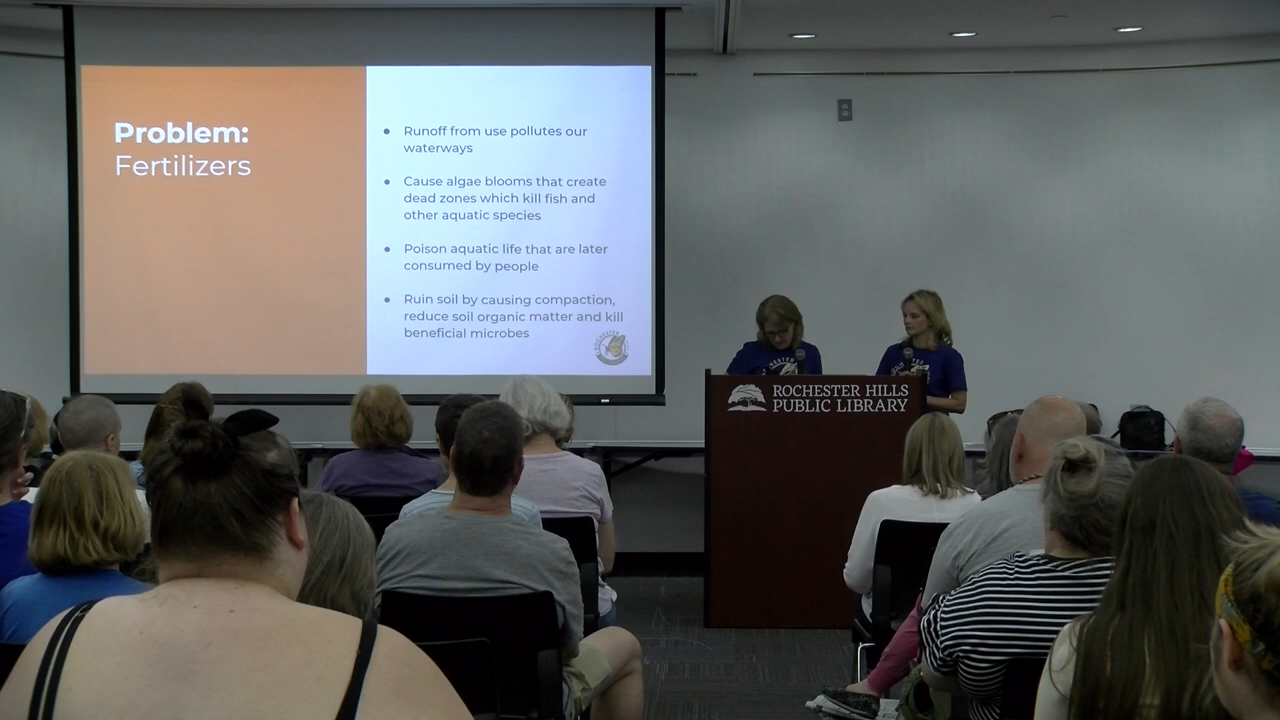 Problem:
Fertilizers
Runoff from use pollutes our
waterways
Cause algae blooms that create
dead zones which kill fish and
other aquatic species
Poison aquatic life that are later
consumed by people
Ruin soil by causing compaction,
reduce soil organic matter and kill
beneficial microbes
ROCHESTER
ROCHESTER HILLS
PUBLIC LIBRARY